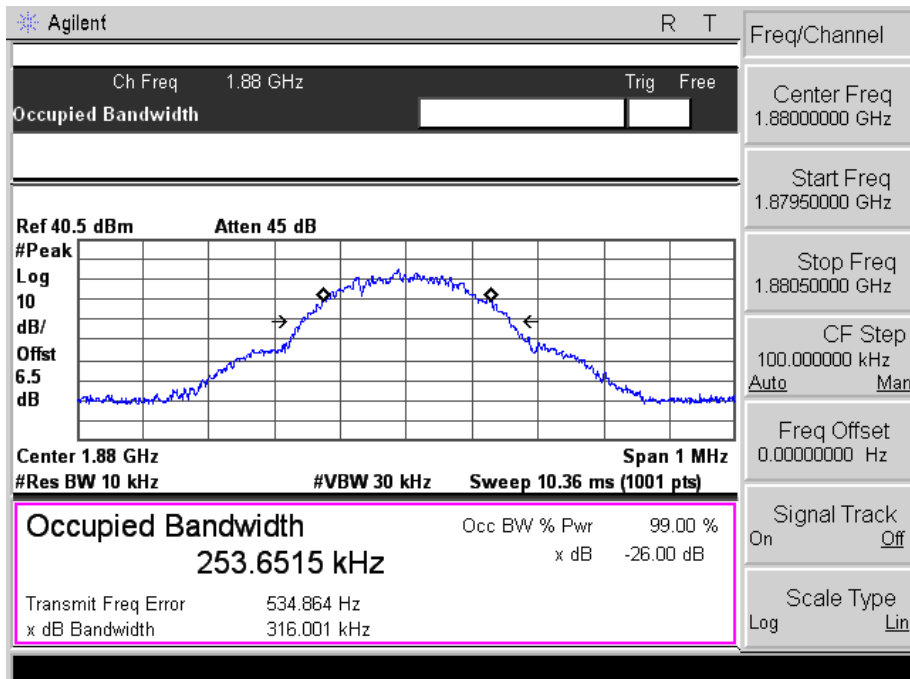 Agilent R T
Ch Freq 1.88 GHz Trig Free
Occupied Bandwidth
Ref 40.5 dBm Atten 45 dB
#Peak
Log
10
dB/
Offst
6.5
dB
Center 1.88 GHz Span 1 MHz
#Res BW 10 kHz #VBW 30 kHz Sweep 10.36 ms (1001 pts)
Occupied Bandwidth Occ BW % Pwr 99.00 %
253.6515 kHz x dB -26.00 dB
Transmit Freq Error 534.864 Hz
x dB Bandwidth 316.001 kHz
Freq/Channel
Center Freq
1.88000000 GHz
Start Freq
1.87950000 GHz
Stop Freq
1.88050000 GHz
CF Step
100.000000 kHz
Auto Man
Freq Offset
0.00000000 Hz
Signal Track
On Off
Scale Type
Log Lin